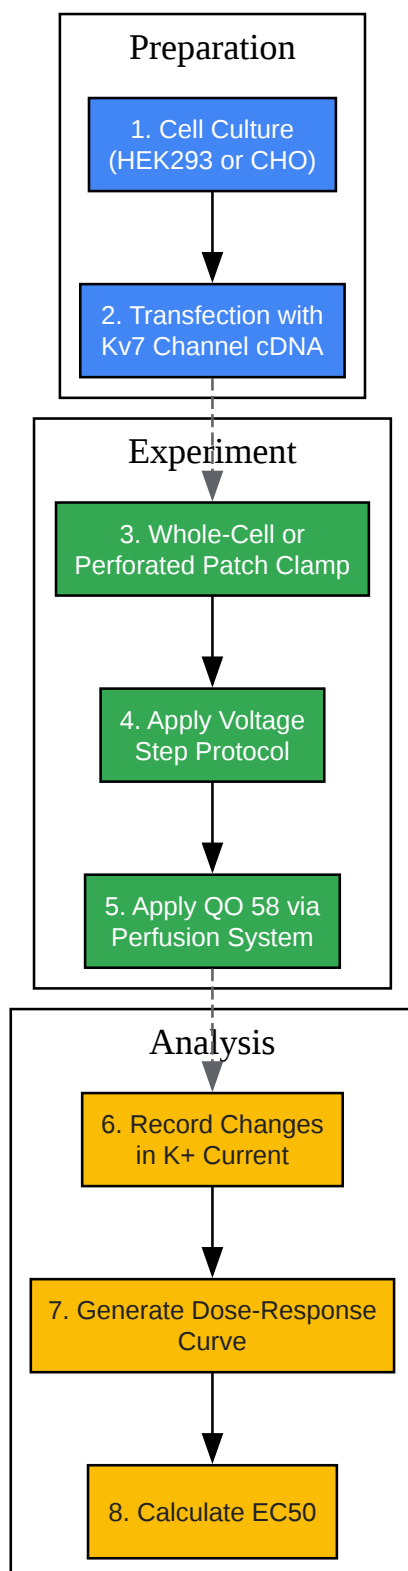 Preparation
1. Cell Culture
(HEK293 or CHO)
2. Transfection with
Kv7 Channel cDNA
Experiment
3. Whole-Cell or
Perforated Patch Clamp
4. Apply Voltage
Step Protocol
5. Apply QO 58 via
Perfusion System
Analysis
6. Record Changes
in K+ Current
7. Generate Dose-Response
Curve
8. Calculate EC50